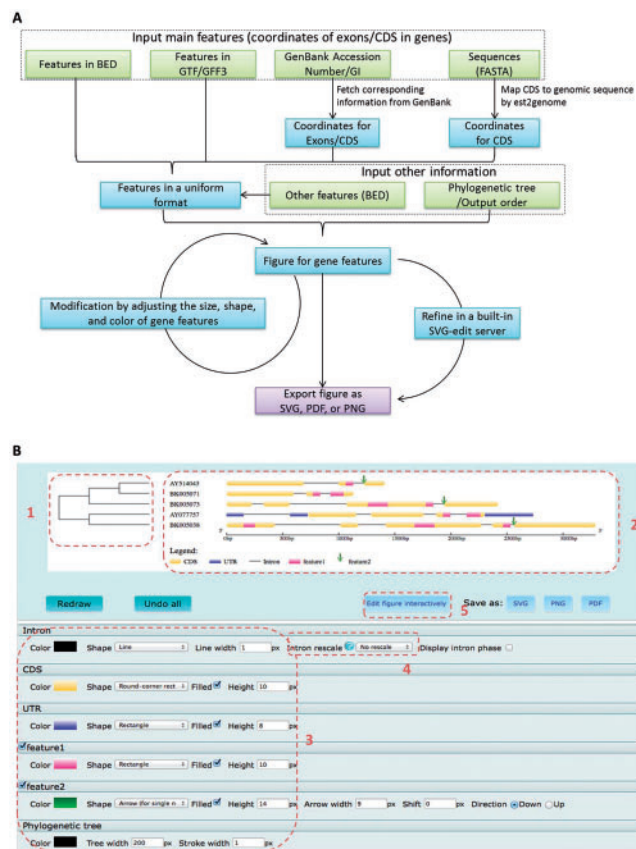 A
Input main features (coordinates of exons/CDS in genes)
Features in BED
Features in
GTF/GFF3
GenBank Accession
Number/GI
Sequences
(FASTA)
Fetch corresponding
information from GenBank
Map CDS to genomic sequence
by est2genome
Coordinates for
Exons/CDS
Coordinates
for CDS
Input other information
Features in a uniform
format
Other features (BED)
Phylogenetic tree
/Output order
Figure for gene features
Modification by adjusting the size, shape,
and color of gene features
Refine in a built-in
SVG-edit server
Export figure as
SVG, PDF, or PNG
B
1
AY514043
BK005071
BK005073
AY077757
BK005036
2
5'
3'
0bp
Legend:
CDS
UTR
Intron
feature1
feature2
Redraw
Undo all
Edit figure interactively
5
Save as:
SVG
PNG
PDF
Intron
Color
Shape
Line
Line width
1
px
Intron rescale
No rescale
Display intron phase
4
CDS
Color
Shape
Round-corner rect
Filled
Height
10
px
UTR
Color
Shape
Rectangle
Filled
Height
8
px
3
feature1
Color
Shape
Rectangle
Filled
Height
10
px
feature2
Color
Shape
Arrow (for single n
Filled
Height
14
px
Arrow width
9
px
Shift
0
px
Direction
Down
Up
Phylogenetic tree
Color
Tree width
200
px
Stroke width
1
px